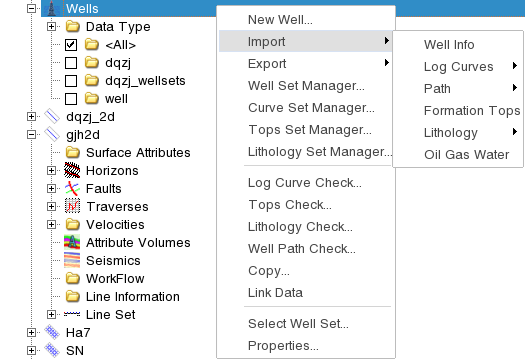 Wells
Data Type
<All>
dqzj
dqzj_wellsets
well
dqzj_2d
gjh2d
Surface Attributes
Horizons
Faults
Traverses
Velocities
Attribute Volumes
Seismics
WorkFlow
Line Information
Line Set
Ha7
SN
New Well...
Import
Export
Well Set Manager...
Curve Set Manager...
Tops Set Manager...
Lithology Set Manager...
Log Curve Check...
Tops Check...
Lithology Check...
Well Path Check...
Copy...
Link Data
Select Well Set...
Properties...
Well Info
Log Curves
Path
Formation Tops
Lithology
Oil Gas Water